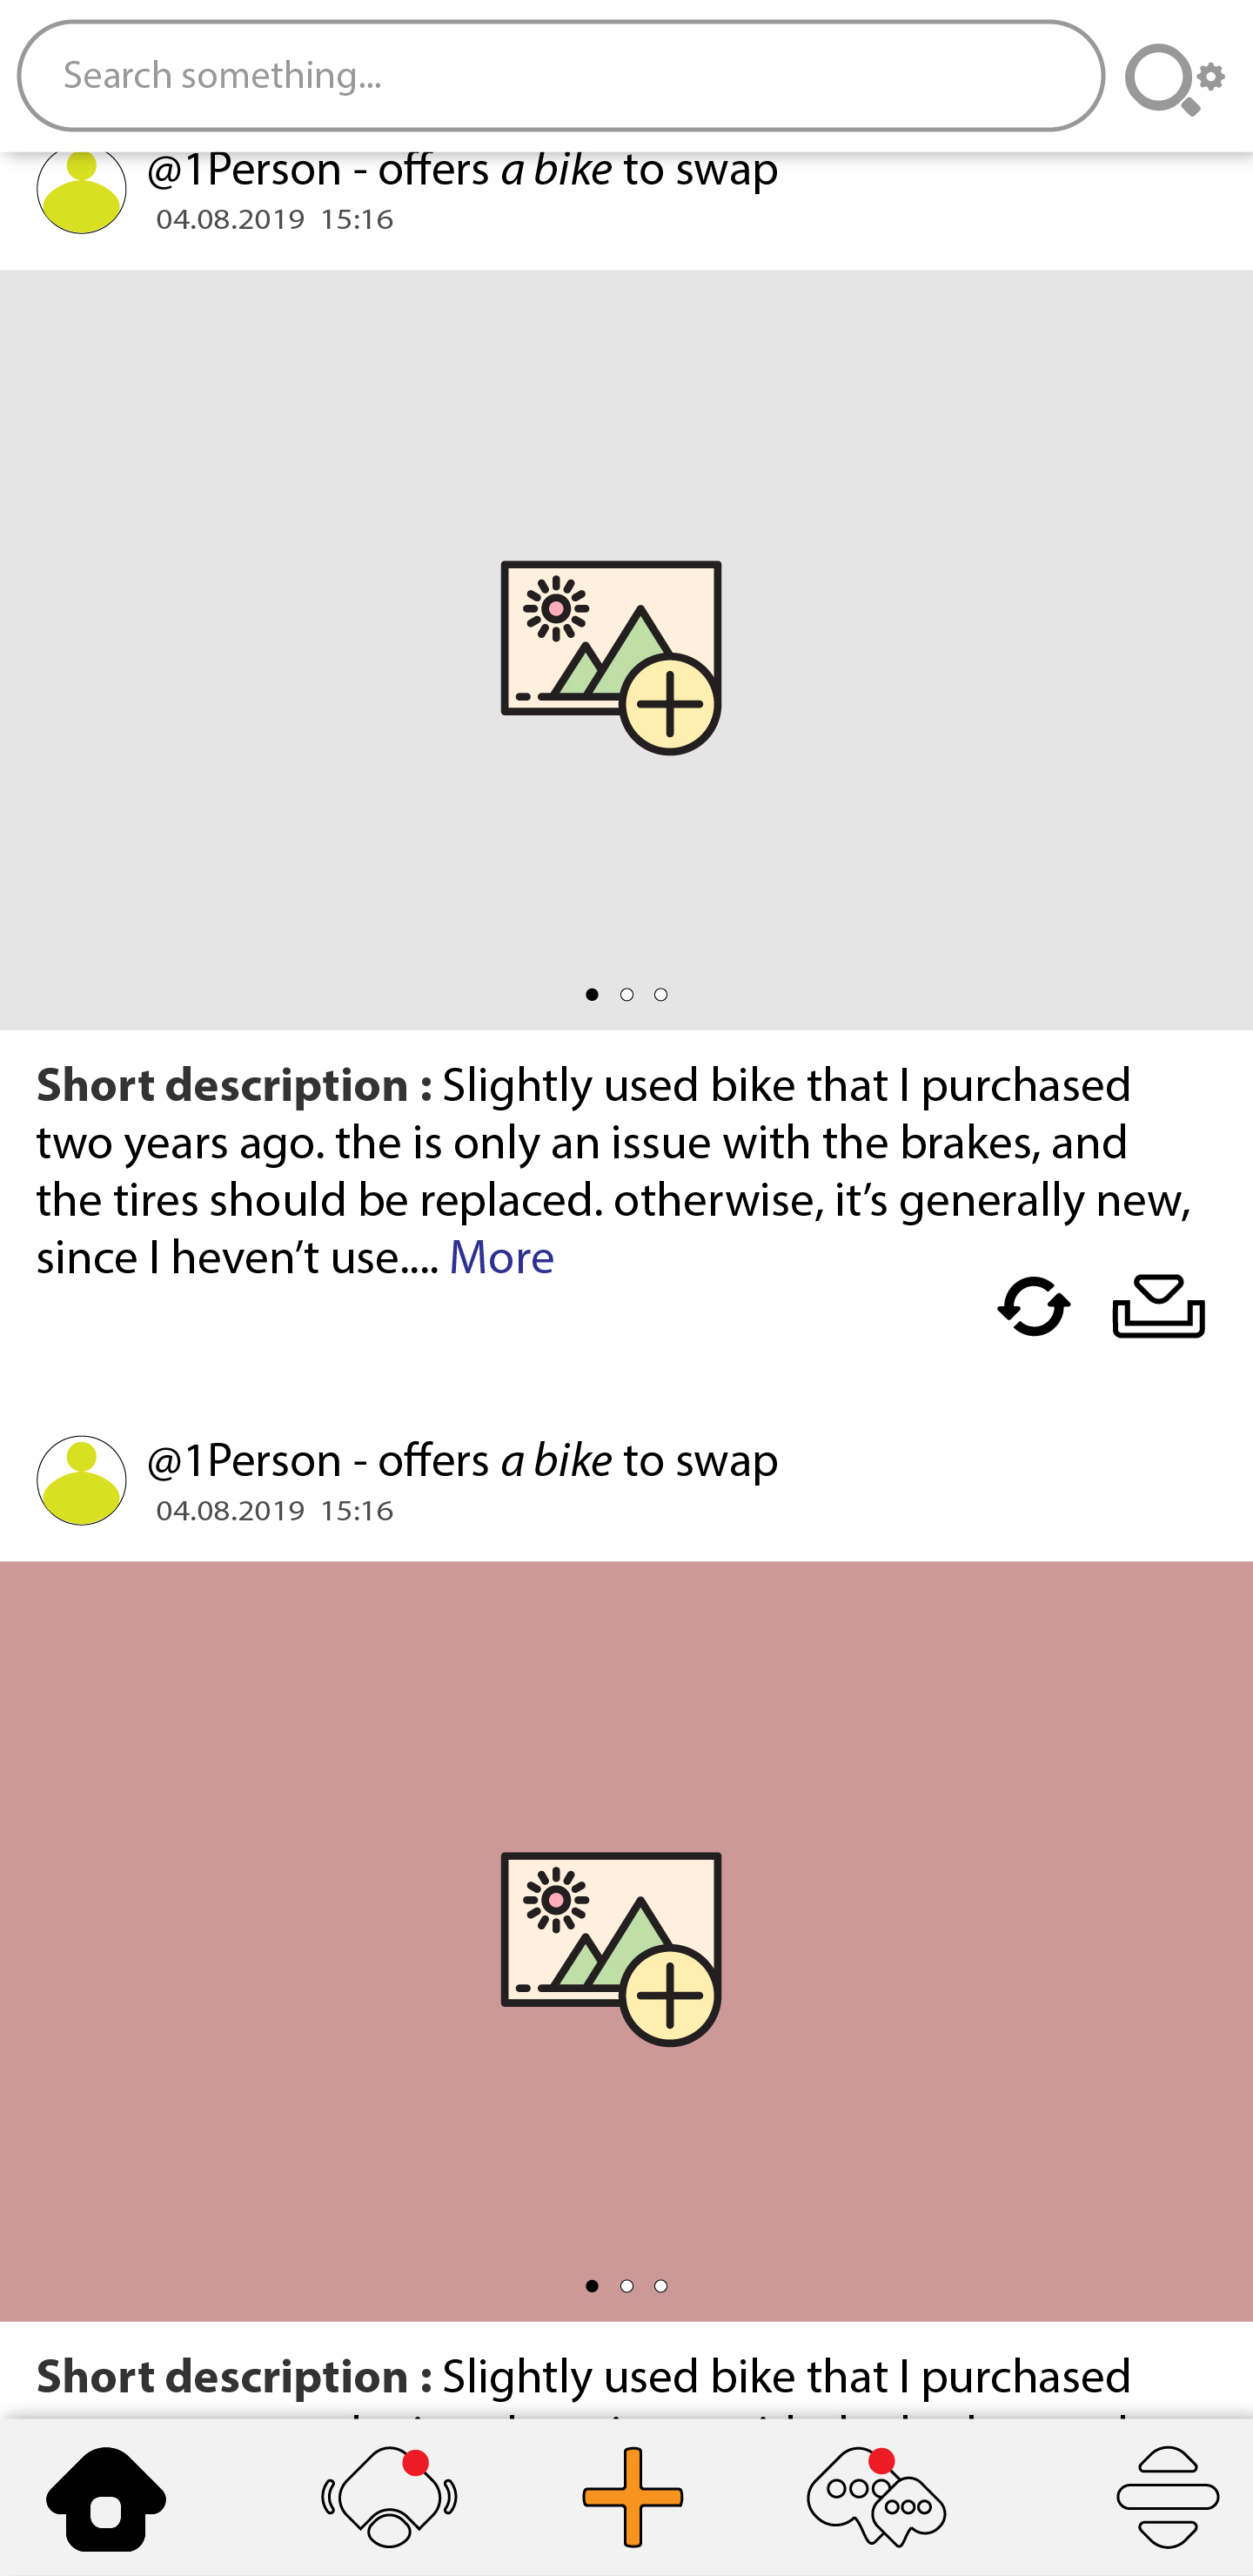 Search something...
@1Person - offers a bike to swap
04.08.2019 15:16
Short description : Slightly used bike that I purchased
two years ago. the is only an issue with the brakes, and
the tires should be replaced. otherwise, it’s generally new,
since I heven’t use.... More
@1Person - offers a bike to swap
04.08.2019 15:16
Short description : Slightly used bike that I purchased